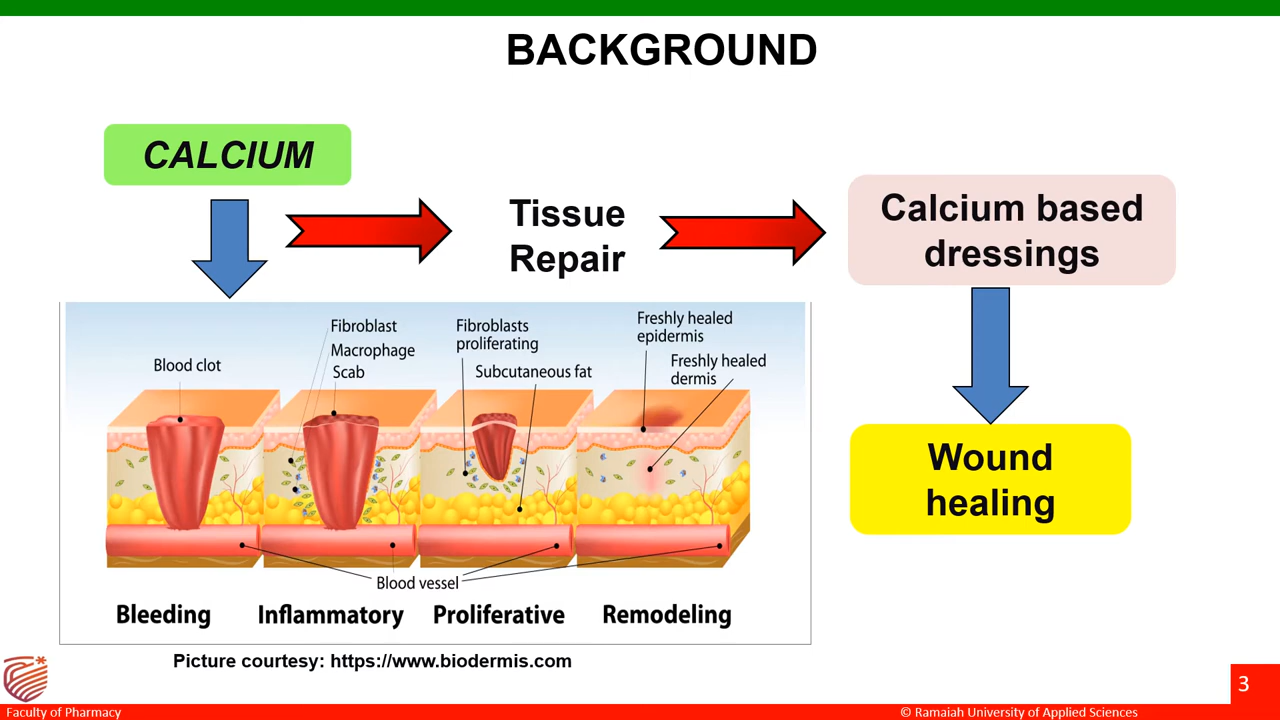 BACKGROUND
CALCIUM
Tissue
Repair
Calcium based
dressings
Wound
healing
Blood clot
Fibroblast
Macrophage
Scab
Fibroblasts
proliferating
Subcutaneous fat
Freshly healed
epidermis
Freshly healed
dermis
Blood vessel
Bleeding
Inflammatory
Proliferative
Remodeling
Picture courtesy: https://www.biodermis.com
3
Faculty of Pharmacy
© Ramaiah University of Applied Sciences